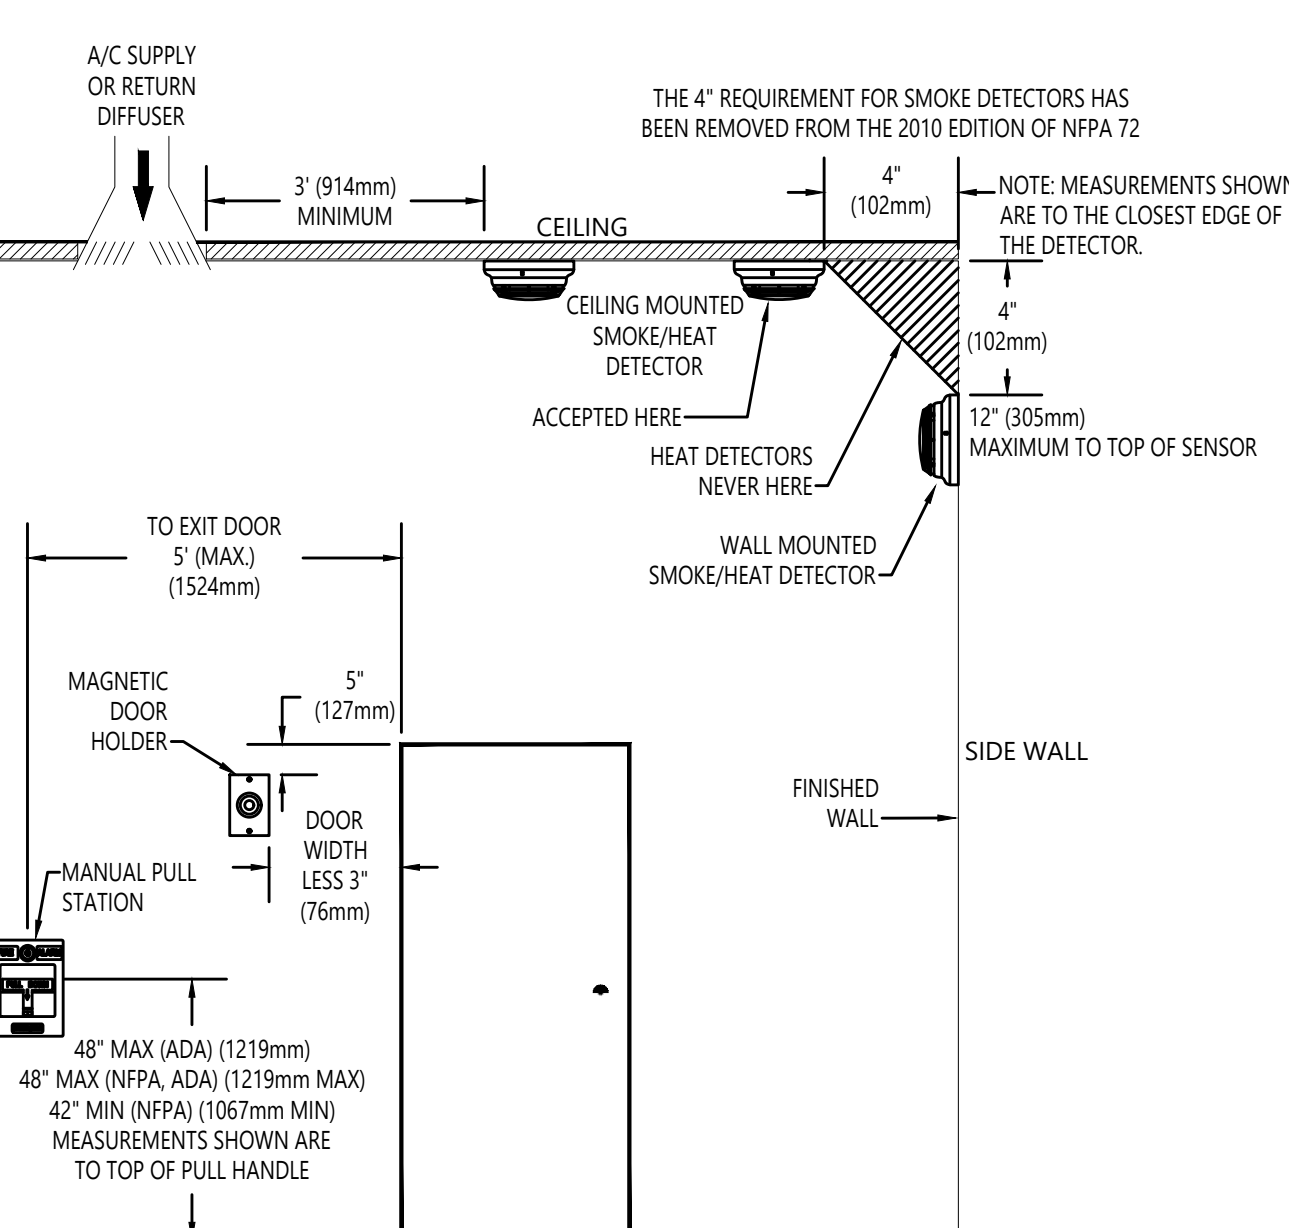 A/C SUPPLY
OR RETURN
DIFFUSER
THE 4" REQUIREMENT FOR SMOKE DETECTORS HAS
BEEN REMOVED FROM THE 2010 EDITION OF NFPA 72
3' (914mm)
MINIMUM
4"
(102mm)
NOTE: MEASUREMENTS SHOWN
ARE TO THE CLOSEST EDGE OF
THE DETECTOR.
CEILING
CEILING MOUNTED
SMOKE/HEAT
DETECTOR
4"
(102mm)
ACCEPTED HERE
12" (305mm)
MAXIMUM TO TOP OF SENSOR
HEAT DETECTORS
NEVER HERE
WALL MOUNTED
SMOKE/HEAT DETECTOR
TO EXIT DOOR
5' (MAX.)
(1524mm)
MAGNETIC
DOOR
HOLDER
5"
(127mm)
SIDE WALL
FINISHED
WALL
DOOR
WIDTH
LESS 3"
(76mm)
MANUAL PULL
STATION
PULL DOWN
48" MAX (ADA) (1219mm)
48" MAX (NFPA, ADA) (1219mm MAX)
42" MIN (NFPA) (1067mm MIN)
MEASUREMENTS SHOWN ARE
TO TOP OF PULL HANDLE